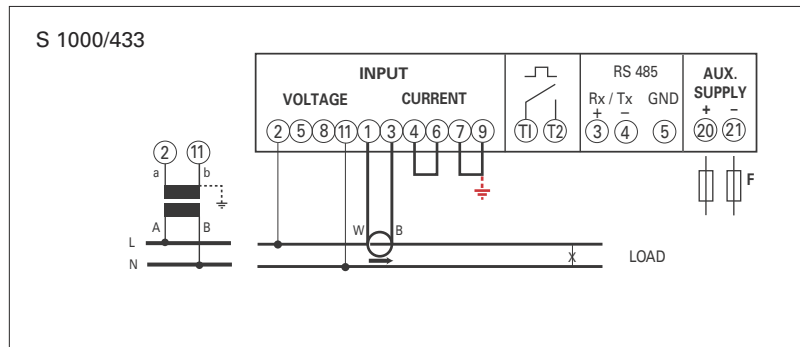 S 1000/433
INPUT
VOLTAGE CURRENT
2 5 8 11 1 3 4 6 7 9
T1 T2
RS 485
Rx / Tx GND
+ −
3 4 5
AUX.
SUPPLY
+ −
20 21
F
2 11
a b
A B
L
N
W B
X
LOAD